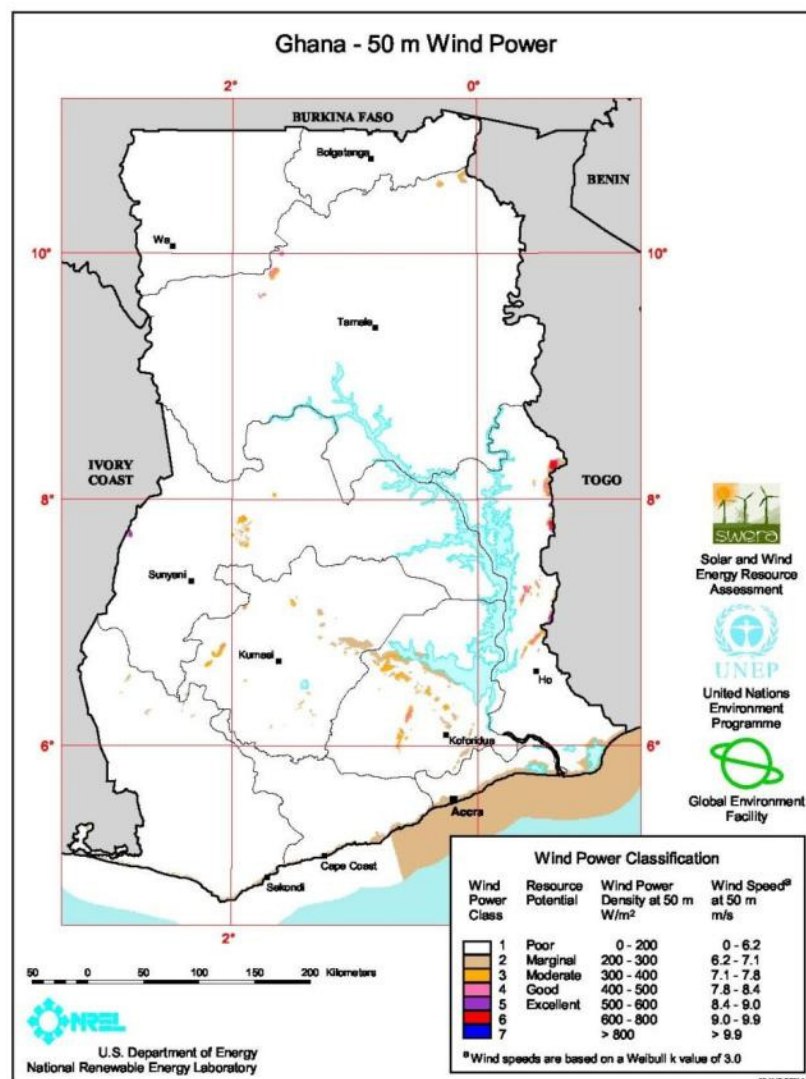 Ghana - 50 m Wind Power
2° 0°
BURKINA FASO
Bolgatanga
BENIN
Wa
10° 10°
Tamale
IVORY
COAST
TOGO
8° 8°
swera
Solar and Wind
Energy Resource
Assessment
Sunyani
Kumasi
Ho
UNEP
United Nations
Environment
Programme
6° 6°
Koforidua
Accra
Global Environment
Facility
Cape Coast
Sekondi
2°
Wind Power Classification
Wind Power Class Resource Potential Wind Power Density at 50 m W/m² Wind Speedᵃ at 50 m m/s
1 Poor 0 - 200 0 - 6.2
2 Marginal 200 - 300 6.2 - 7.1
3 Moderate 300 - 400 7.1 - 7.8
4 Good 400 - 500 7.8 - 8.4
5 Excellent 500 - 600 8.4 - 9.0
6 600 - 800 9.0 - 9.9
7 > 800 > 9.9
ᵃ Wind speeds are based on a Weibull k value of 3.0
50 0 50 100 150 200 Kilometers
NREL
U.S. Department of Energy
National Renewable Energy Laboratory